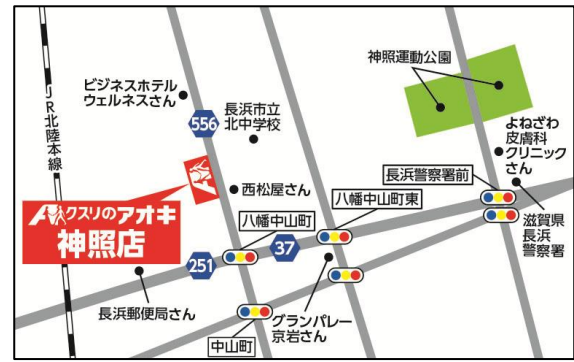 神照運動公園
ビジネスホテル
ウェルネスさん
556
長浜市立
北中学校
よねざわ
皮膚科
クリニック
さん
JR北陸本線
長浜警察署前
西松屋さん
八幡中山町東
クスリのアオキ
神照店
八幡中山町
37
251
滋賀県
長浜
警察署
長浜郵便局さん
グランパレー
京岩さん
中山町